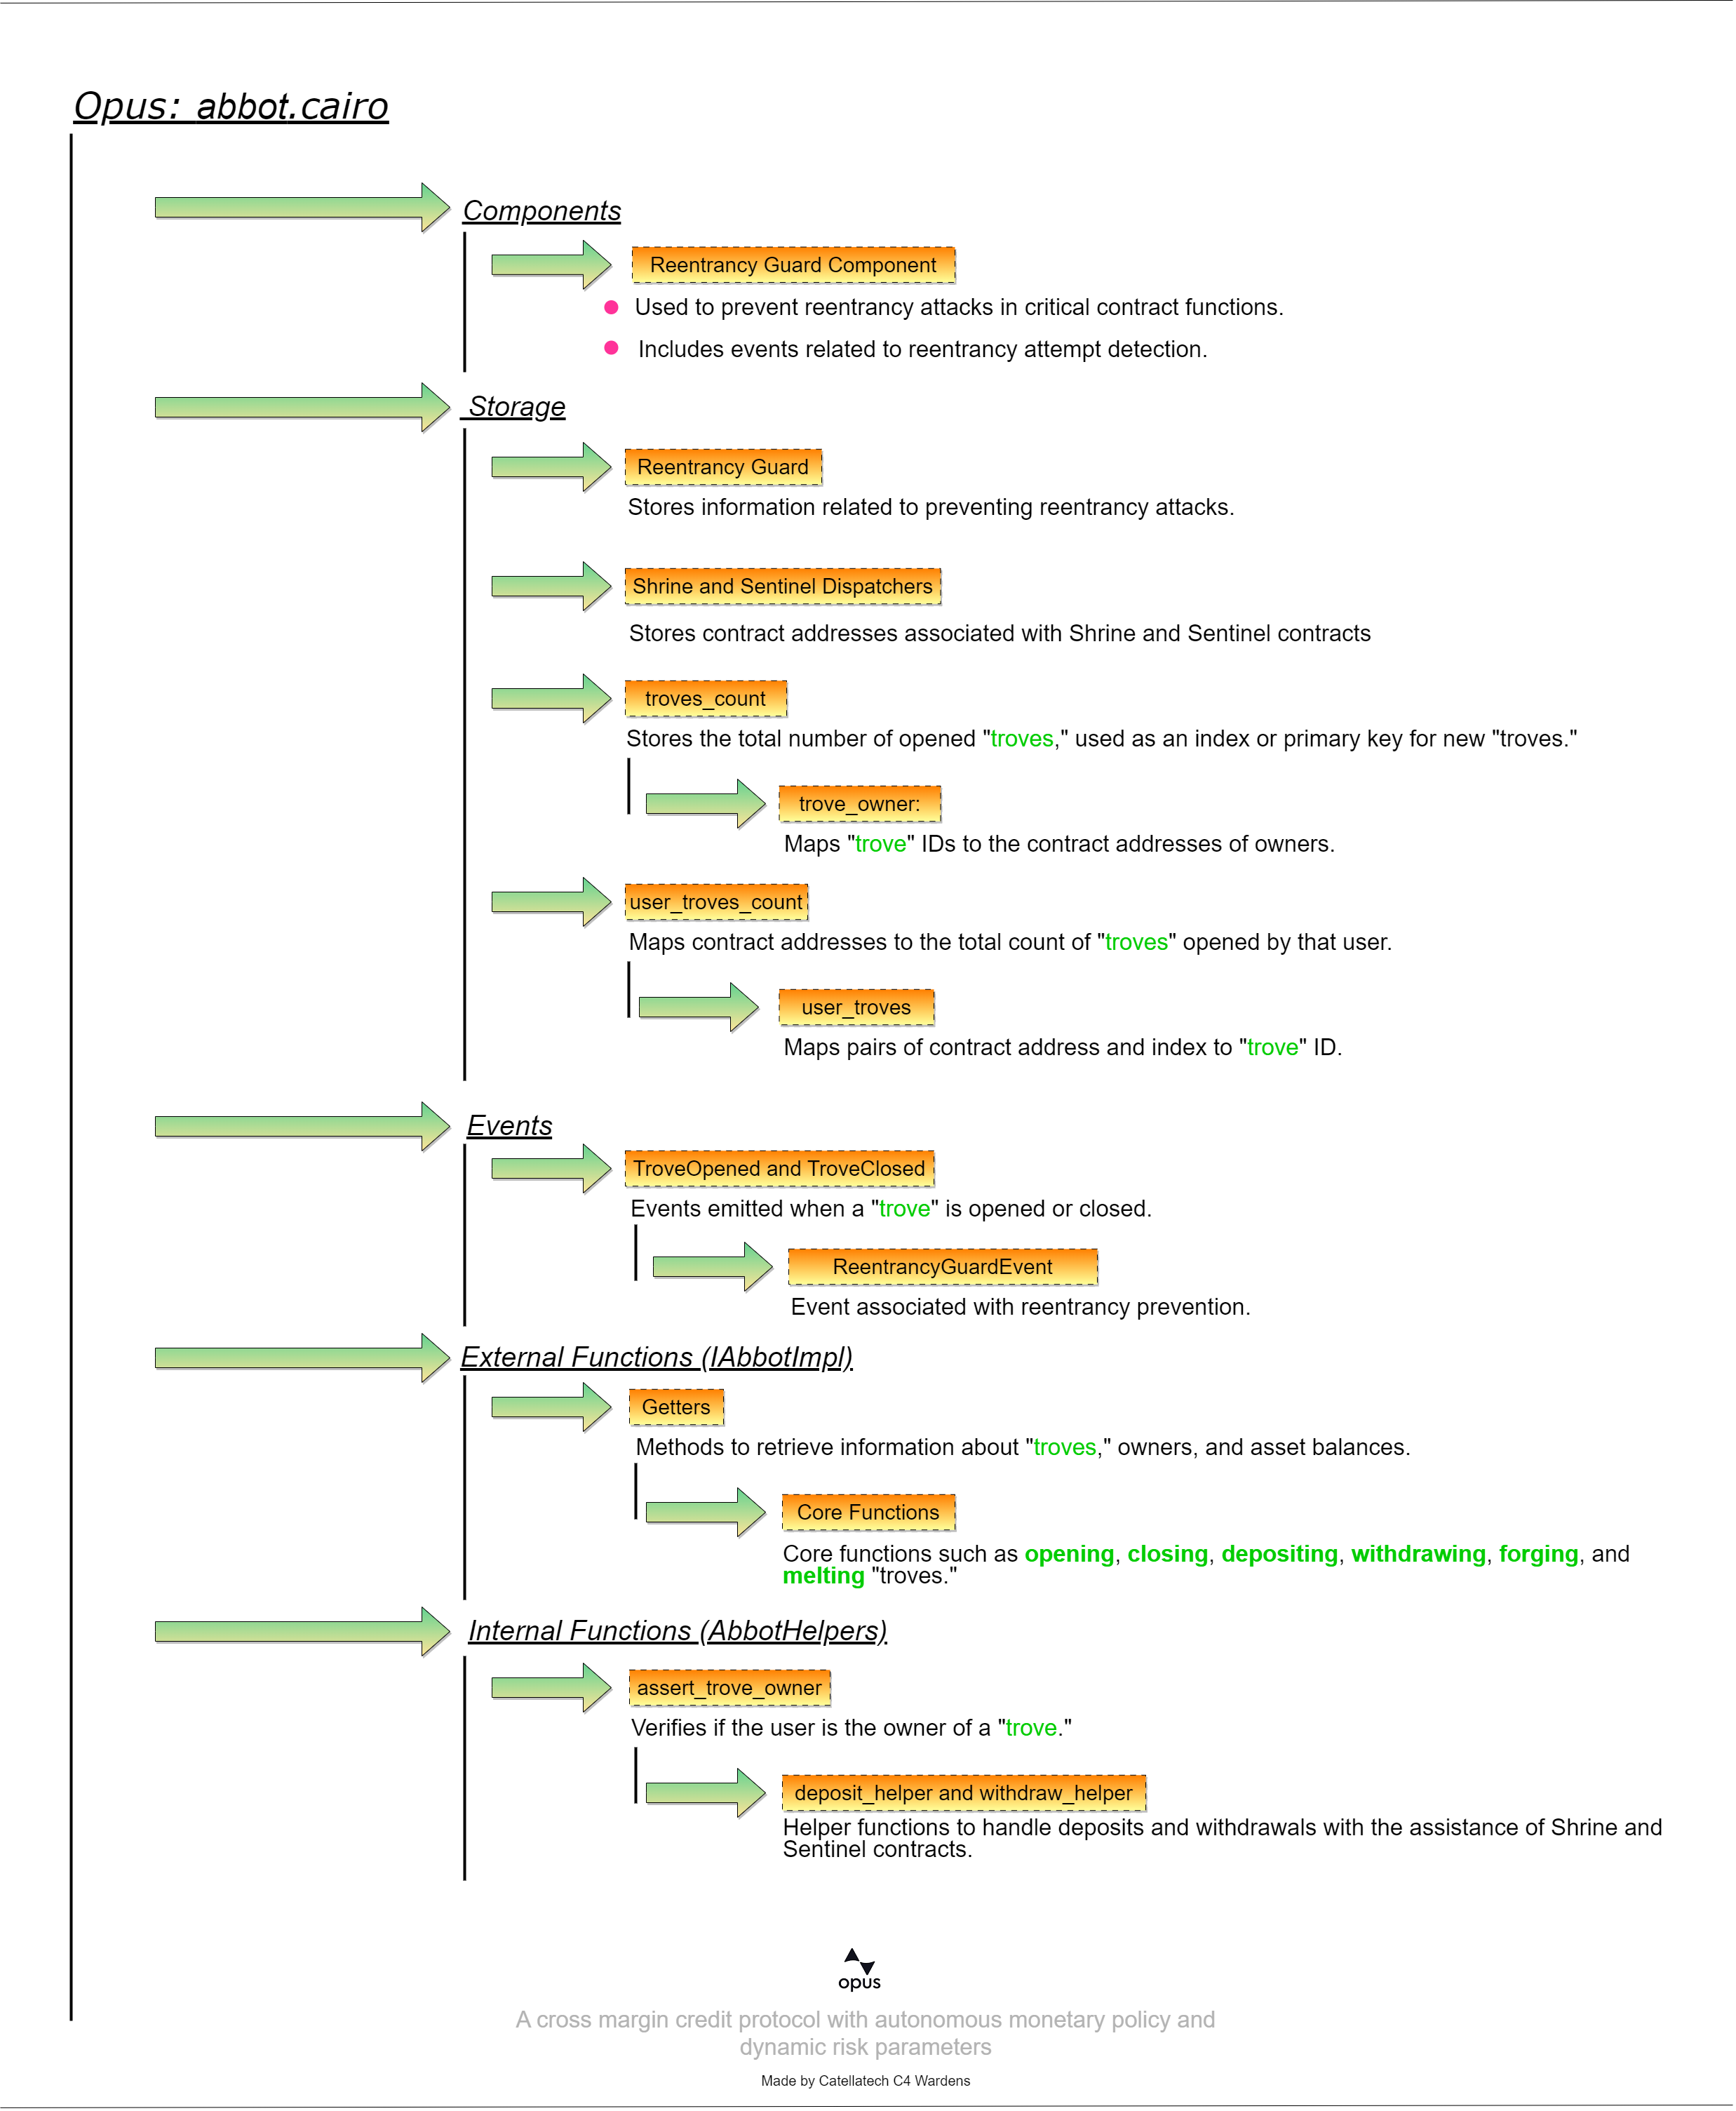 Opus: abbot.cairo
Components
Reentrancy Guard Component
Used to prevent reentrancy attacks in critical contract functions.
Includes events related to reentrancy attempt detection.
Storage
Reentrancy Guard
Stores information related to preventing reentrancy attacks.
Shrine and Sentinel Dispatchers
Stores contract addresses associated with Shrine and Sentinel contracts
troves_count
Stores the total number of opened "troves," used as an index or primary key for new "troves."
trove_owner:
Maps "trove" IDs to the contract addresses of owners.
user_troves_count
Maps contract addresses to the total count of "troves" opened by that user.
user_troves
Maps pairs of contract address and index to "trove" ID.
Events
TroveOpened and TroveClosed
Events emitted when a "trove" is opened or closed.
ReentrancyGuardEvent
Event associated with reentrancy prevention.
External Functions (IAbbotImpl)
Getters
Methods to retrieve information about "troves," owners, and asset balances.
Core Functions
Core functions such as opening, closing, depositing, withdrawing, forging, and
melting "troves."
Internal Functions (AbbotHelpers)
assert_trove_owner
Verifies if the user is the owner of a "trove."
deposit_helper and withdraw_helper
Helper functions to handle deposits and withdrawals with the assistance of Shrine and
Sentinel contracts.
opus
A cross margin credit protocol with autonomous monetary policy and
dynamic risk parameters
Made by Catellatech C4 Wardens